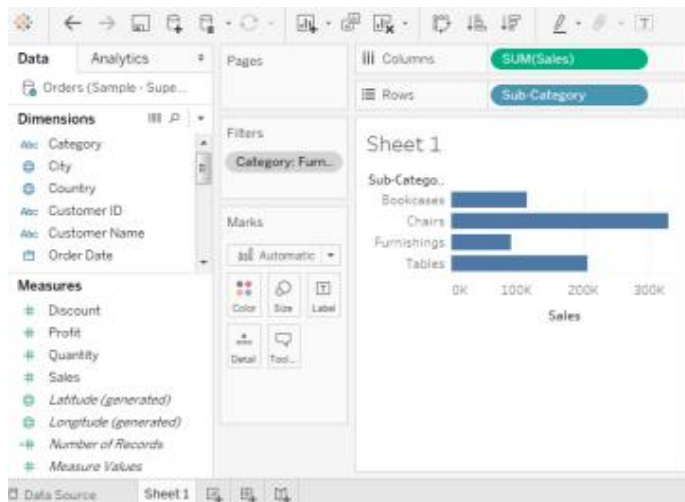 Data Analytics
Orders (Sample - Supe...
Dimensions
Abc Category
City
Country
Abc Customer ID
Abc Customer Name
Order Date
Measures
Discount
Profit
Quantity
Sales
Latitude (generated)
Longitude (generated)
Number of Records
Measure Values
Pages
Filters
Category: Furn..
Marks
Automatic
Color Size Label
Detail Tool...
Columns SUM(Sales)
Rows Sub-Category
Sheet 1
Sub-Catego..
Bookcases
Chairs
Furnishings
Tables
0K 100K 200K 300K
Sales
Data Source Sheet 1